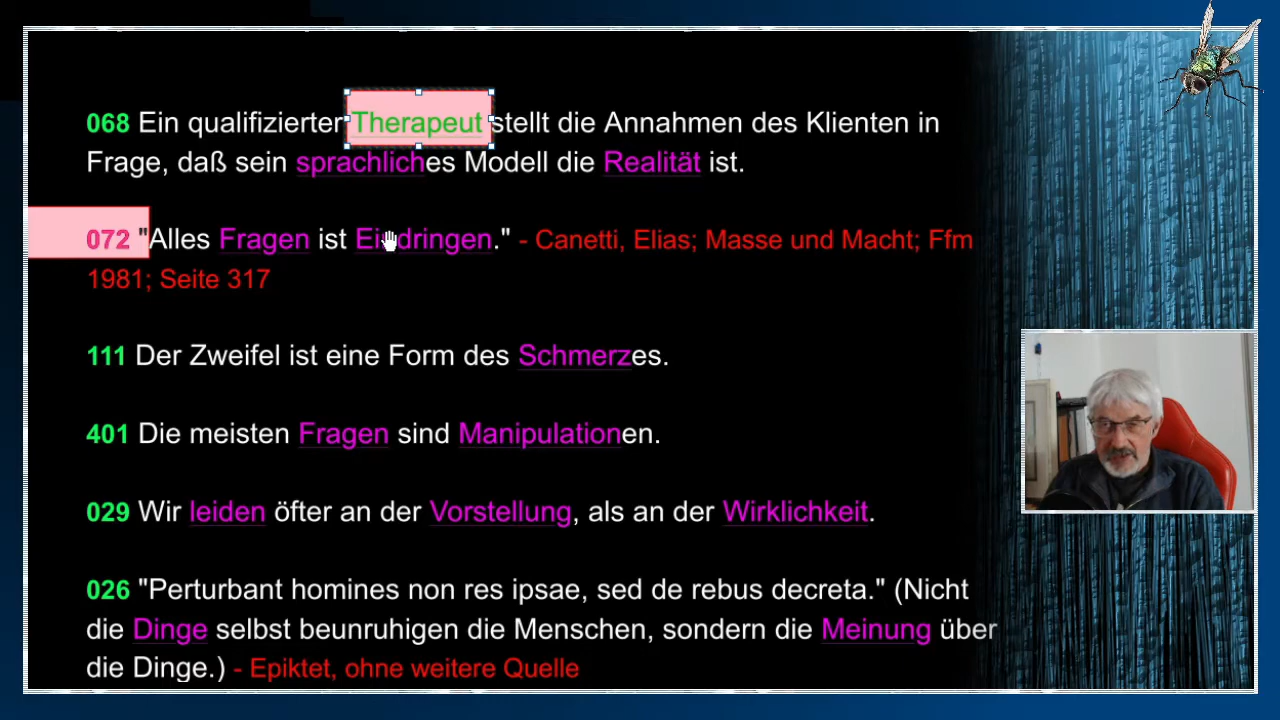 068 Ein qualifizierter Therapeut stellt die Annahmen des Klienten in
Frage, daß sein sprachliches Modell die Realität ist.
072 "Alles Fragen ist Eindringen." - Canetti, Elias; Masse und Macht; Ffm
1981; Seite 317
111 Der Zweifel ist eine Form des Schmerzes.
401 Die meisten Fragen sind Manipulationen.
029 Wir leiden öfter an der Vorstellung, als an der Wirklichkeit.
026 "Perturbant homines non res ipsae, sed de rebus decreta." (Nicht
die Dinge selbst beunruhigen die Menschen, sondern die Meinung über
die Dinge.) - Epiktet, ohne weitere Quelle